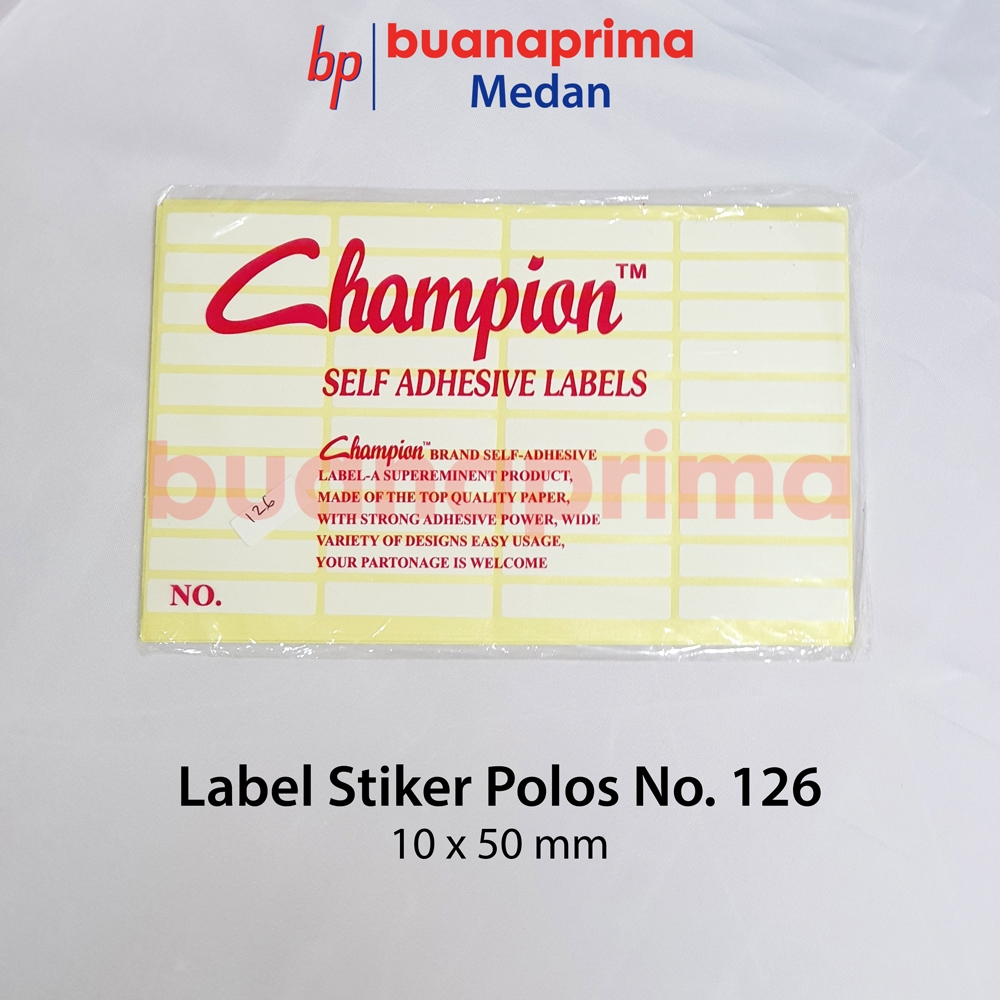 bp
buanaprima
Medan
Champion™
SELF ADHESIVE LABELS
Champion™ BRAND SELF-ADHESIVE
LABEL-A SUPEREMINENT PRODUCT,
MADE OF THE TOP QUALITY PAPER,
WITH STRONG ADHESIVE POWER, WIDE
VARIETY OF DESIGNS EASY USAGE,
YOUR PARTONAGE IS WELCOME
buanaprima
126
NO.
Label Stiker Polos No. 126
10 x 50 mm